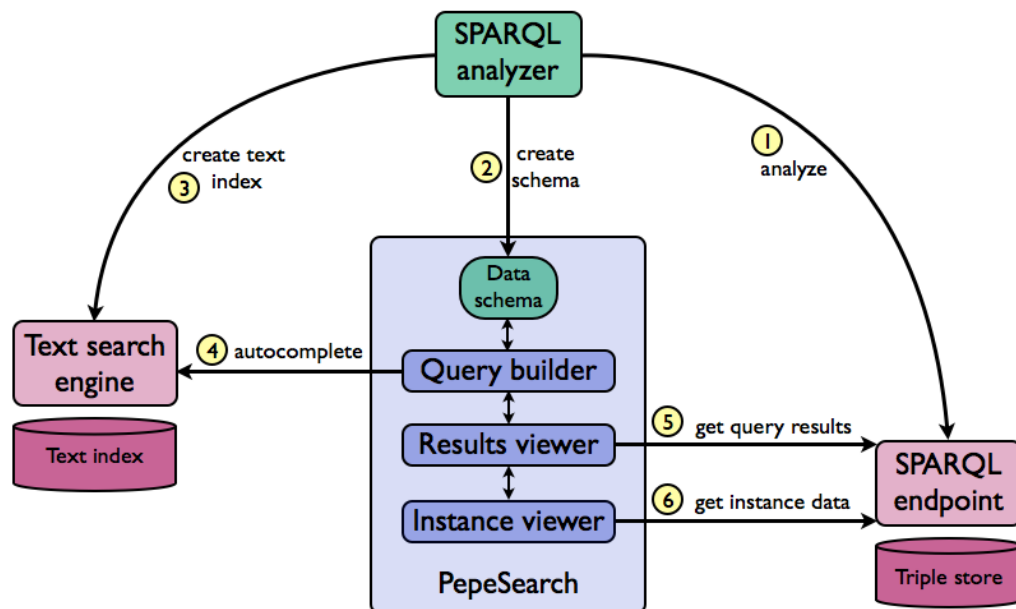 SPARQL
analyzer
1
analyze
2
create
schema
create text
3
index
Data
schema
Text search
engine
4
autocomplete
Query builder
Text index
Results viewer
5
get query results
SPARQL
endpoint
Instance viewer
6
get instance data
PepeSearch
Triple store